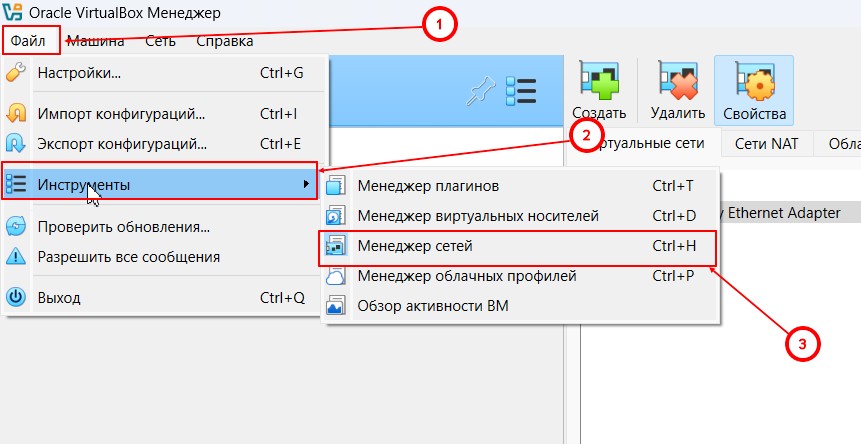 Oracle VirtualBox Менеджер
Файл Машина Сеть Справка
1
Настройки... Ctrl+G
Импорт конфигураций... Ctrl+I
Экспорт конфигураций... Ctrl+E
Инструменты
Проверить обновления...
Разрешить все сообщения
Выход Ctrl+Q
2
Менеджер плагинов Ctrl+T
Менеджер виртуальных носителей Ctrl+D
Менеджер сетей Ctrl+H
Менеджер облачных профилей Ctrl+P
Обзор активности ВМ
3
Создать Удалить Свойства
ртуальные сети Сети NAT Обла
y Ethernet Adapter